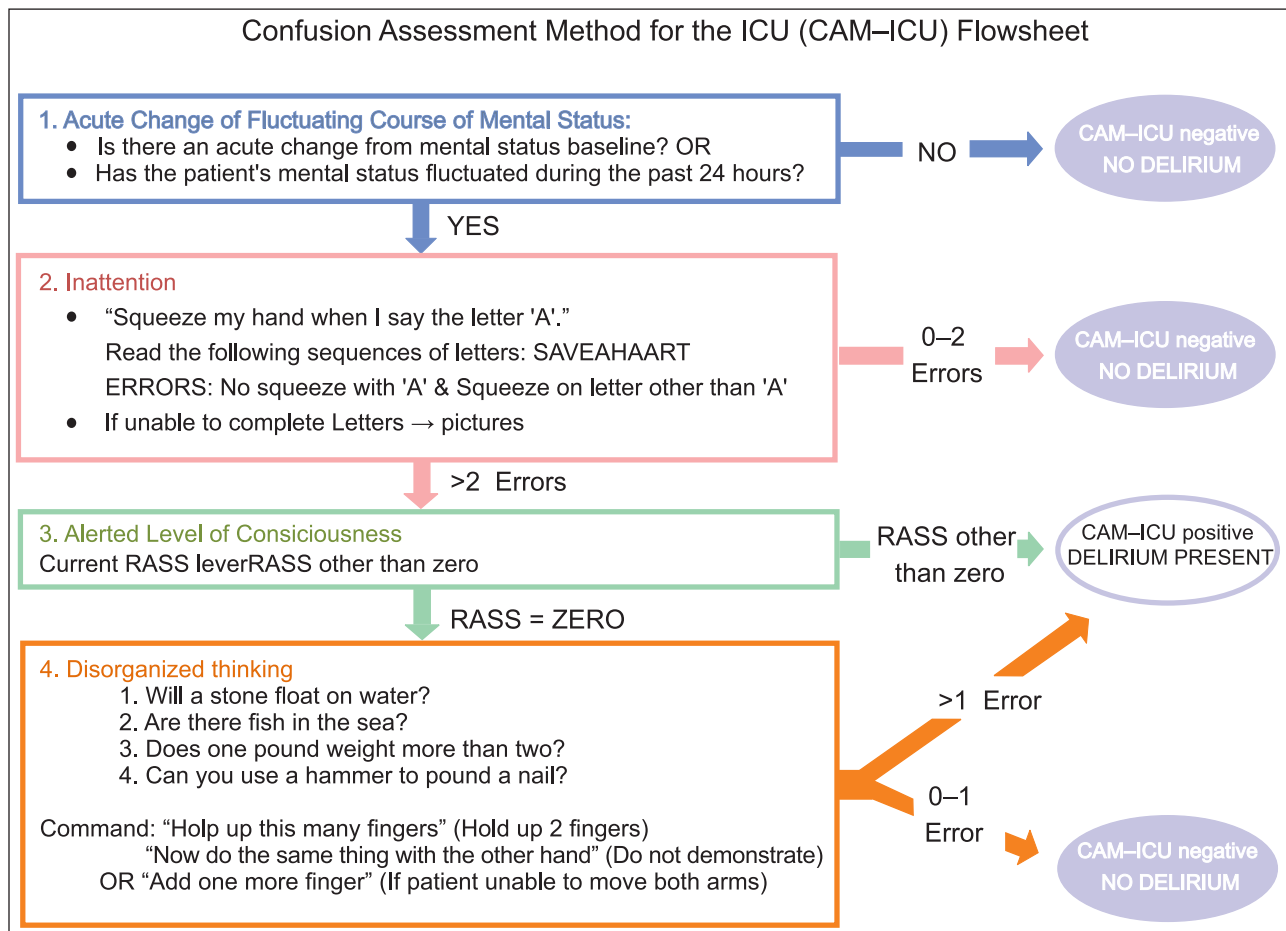 Confusion Assessment Method for the ICU (CAM–ICU) Flowsheet
1. Acute Change of Fluctuating Course of Mental Status:
● Is there an acute change from mental status baseline? OR
● Has the patient's mental status fluctuated during the past 24 hours?
NO
CAM–ICU negative
NO DELIRIUM
YES
2. Inattention
● “Squeeze my hand when I say the letter 'A'.”
Read the following sequences of letters: SAVEAHAART
ERRORS: No squeeze with 'A' & Squeeze on letter other than 'A'
● If unable to complete Letters → pictures
0–2
Errors
CAM–ICU negative
NO DELIRIUM
>2 Errors
3. Alerted Level of Consiciousness
Current RASS leverRASS other than zero
RASS other
than zero
CAM–ICU positive
DELIRIUM PRESENT
RASS = ZERO
4. Disorganized thinking
1. Will a stone float on water?
2. Are there fish in the sea?
3. Does one pound weight more than two?
4. Can you use a hammer to pound a nail?
Command: “Holp up this many fingers” (Hold up 2 fingers)
“Now do the same thing with the other hand” (Do not demonstrate)
OR “Add one more finger” (If patient unable to move both arms)
>1 Error
0–1
Error
CAM–ICU negative
NO DELIRIUM